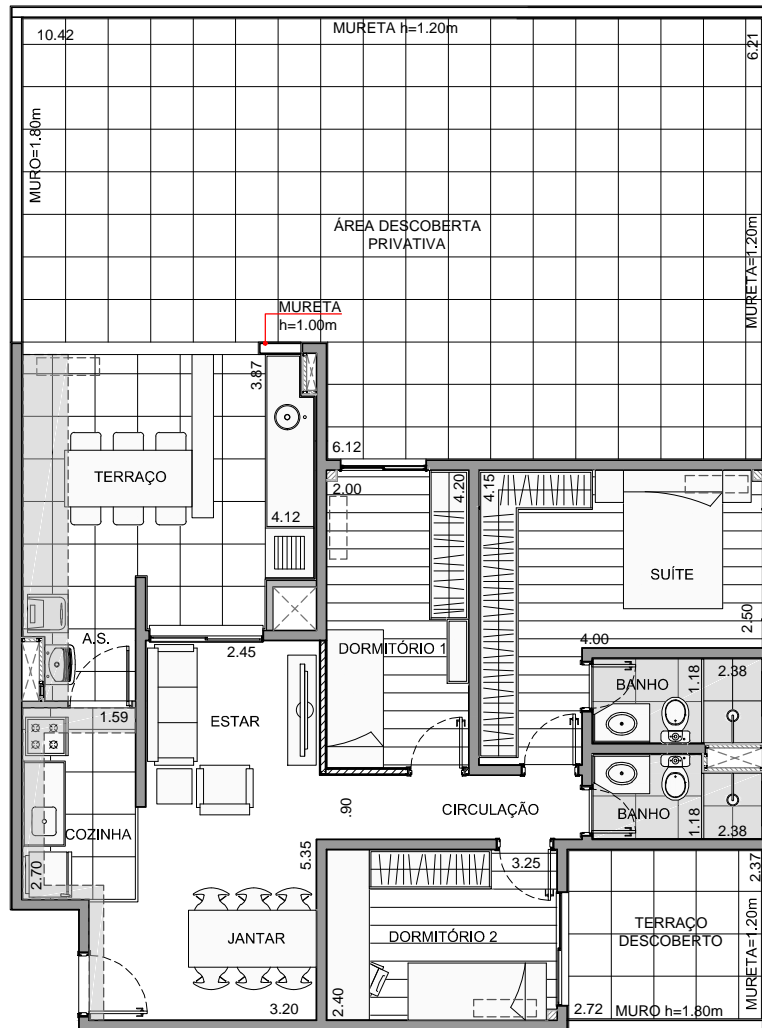 MURETA h=1.20m
10.42
6.21
MURO=1.80m
ÁREA DESCOBERTA
PRIVATIVA
MURETA=1.20m
MURETA
h=1.00m
3.87
6.12
TERRAÇO
2.00
4.20
4.15
4.12
SUÍTE
2.50
A.S.
2.45
DORMITÓRIO 1
4.00
BANHO
1.18
2.38
1.59
ESTAR
.90
CIRCULAÇÃO
BANHO
1.18
2.38
COZINHA
2.70
5.35
3.25
2.37
JANTAR
DORMITÓRIO 2
TERRAÇO
DESCOBERTO
MURETA=1.20m
3.20
2.40
2.72
MURO h=1.80m